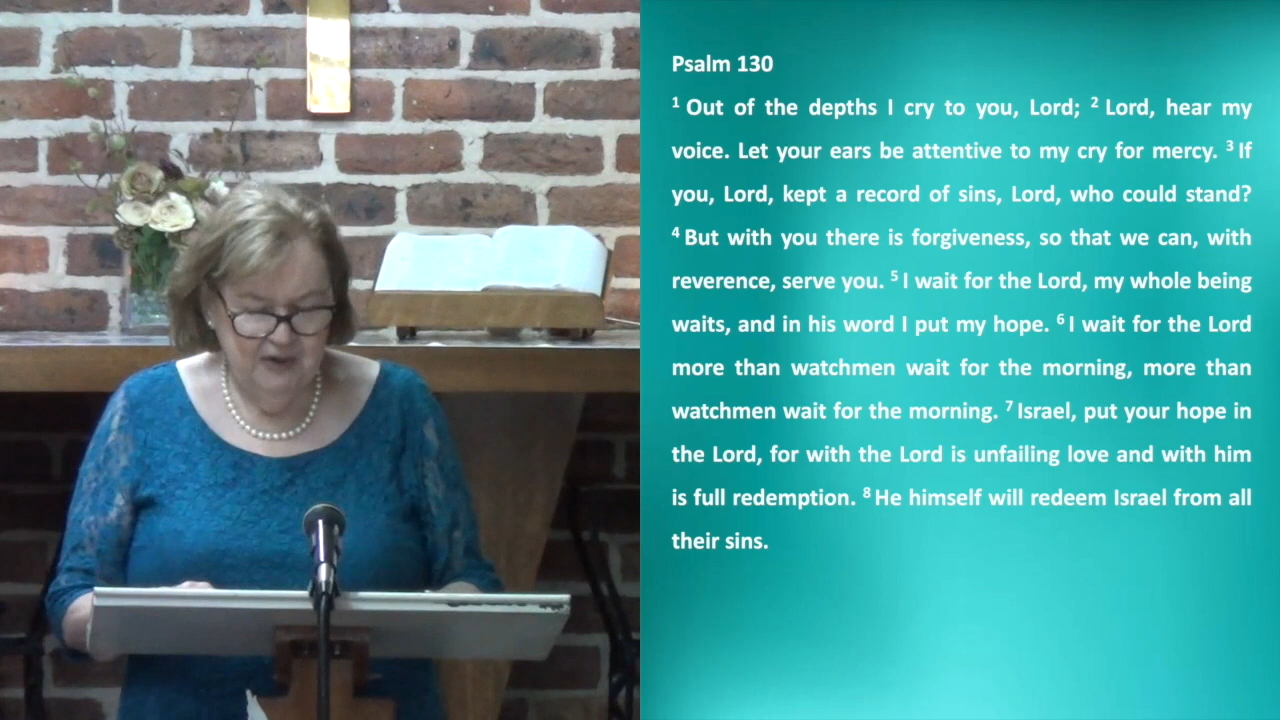 Psalm 130
¹ Out of the depths I cry to you, Lord; ² Lord, hear my
voice. Let your ears be attentive to my cry for mercy. ³ If
you, Lord, kept a record of sins, Lord, who could stand?
⁴ But with you there is forgiveness, so that we can, with
reverence, serve you. ⁵ I wait for the Lord, my whole being
waits, and in his word I put my hope. ⁶ I wait for the Lord
more than watchmen wait for the morning, more than
watchmen wait for the morning. ⁷ Israel, put your hope in
the Lord, for with the Lord is unfailing love and with him
is full redemption. ⁸ He himself will redeem Israel from all
their sins.